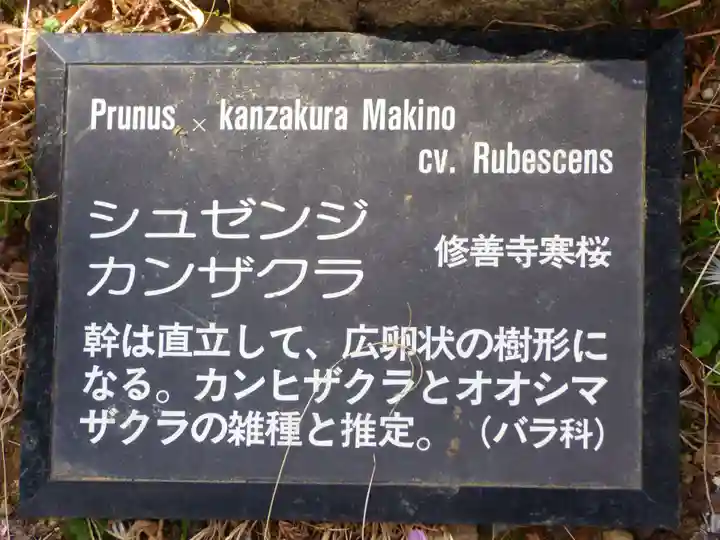 Prunus × kanzakura Makino
cv. Rubescens
シュゼンジ
カンザクラ
修善寺寒桜
幹は直立して、広卵状の樹形に
なる。カンヒザクラとオオシマ
ザクラの雑種と推定。（バラ科）